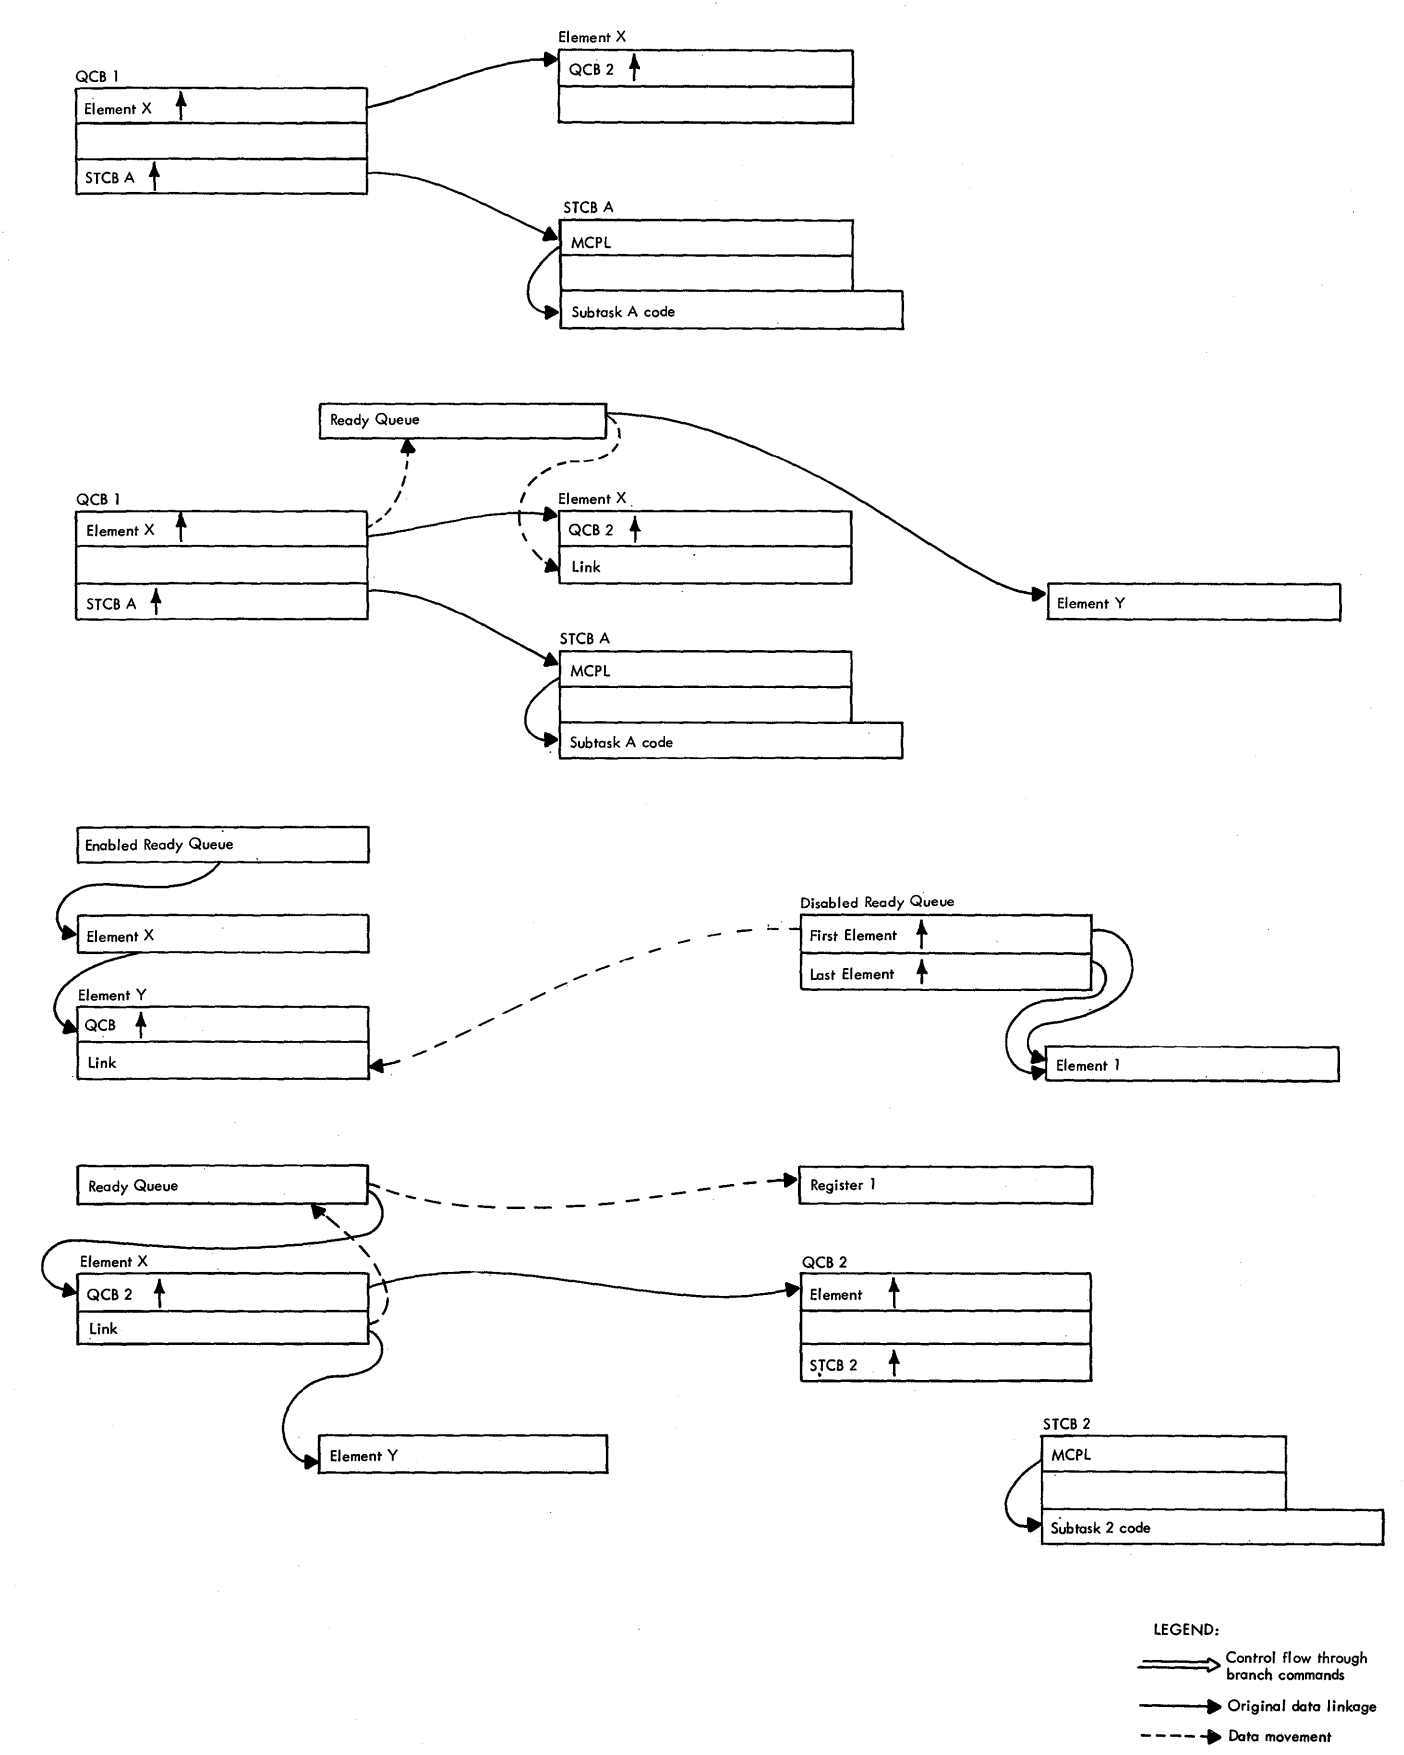 Element X
QCB 2
QCB 1
Element X
STCB A
STCB A
MCPL
Subtask A code
Ready Queue
QCB 1
Element X
STCB A
Element X
QCB 2
Link
Element Y
STCB A
MCPL
Subtask A code
Enabled Ready Queue
Element X
Element Y
QCB
Link
Disabled Ready Queue
First Element
Last Element
Element 1
Ready Queue
Register 1
Element X
QCB 2
Link
QCB 2
Element
STCB 2
Element Y
STCB 2
MCPL
Subtask 2 code
LEGEND:
Control flow through
branch commands
Original data linkage
Data movement